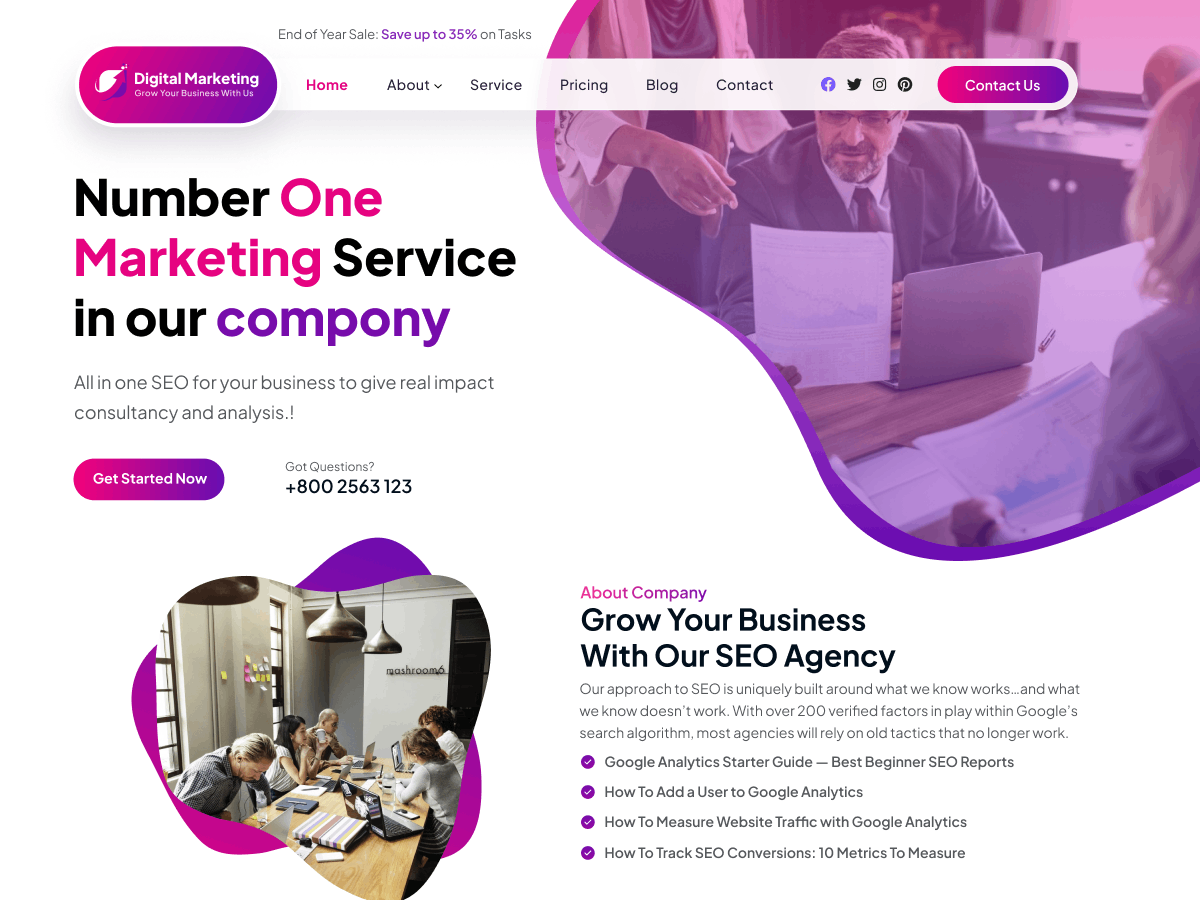 End of Year Sale: Save up to 35% on Tasks
Digital Marketing
Grow Your Business With Us
Home About Service Pricing Blog Contact Contact Us
Number One
Marketing Service
in our compony
All in one SEO for your business to give real impact
consultancy and analysis.!
Get Started Now
Got Questions?
+800 2563 123
mashroom6
About Company
Grow Your Business
With Our SEO Agency
Our approach to SEO is uniquely built around what we know works…and what
we know doesn't work. With over 200 verified factors in play within Google's
search algorithm, most agencies will rely on old tactics that no longer work.
Google Analytics Starter Guide — Best Beginner SEO Reports
How To Add a User to Google Analytics
How To Measure Website Traffic with Google Analytics
How To Track SEO Conversions: 10 Metrics To Measure